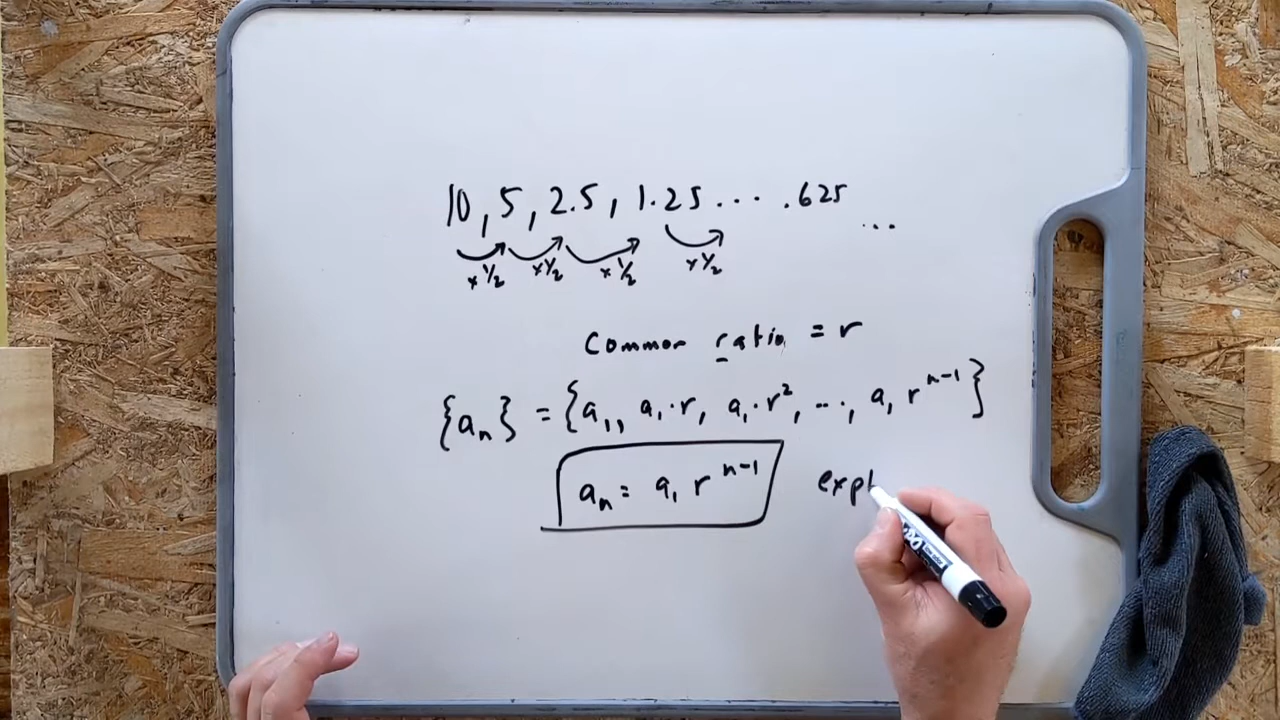 10, 5, 2.5, 1.25 ... .625 ...
x 1/2 x 1/2 x 1/2 x 1/2
Common ratio = r
{aₙ} = {a₁, a₁·r, a₁·r², ..., a₁ rⁿ⁻¹}
aₙ = a₁ rⁿ⁻¹ expl